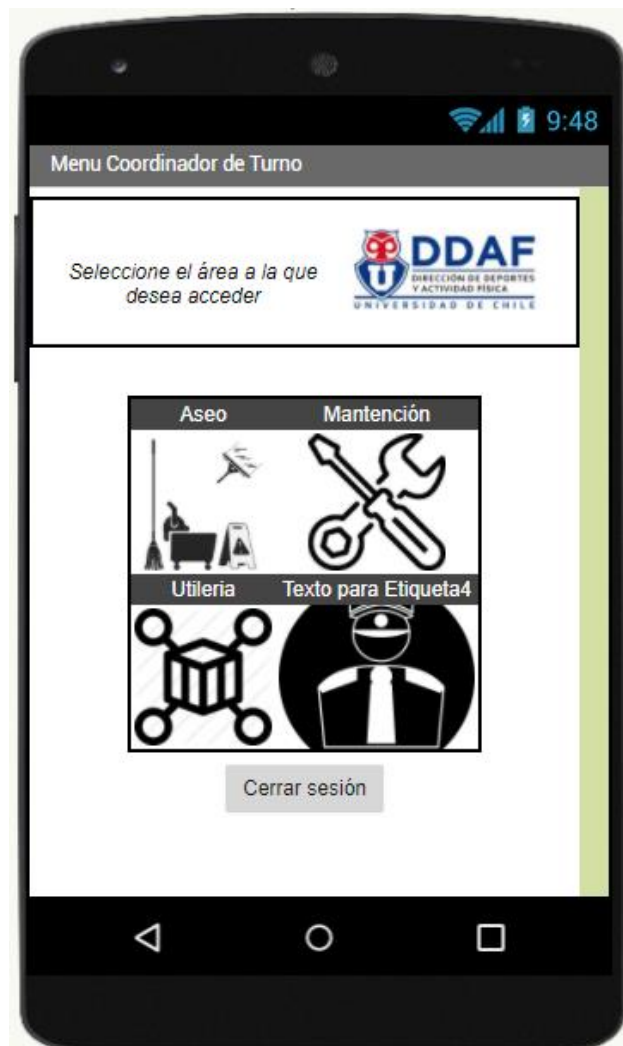 9:48
Menu Coordinador de Turno
Seleccione el área a la que
desea acceder
DDAF
DIRECCIÓN DE DEPORTES
Y ACTIVIDAD FÍSICA
UNIVERSIDAD DE CHILE
U
Aseo Mantención
Utileria Texto para Etiqueta4
Cerrar sesión